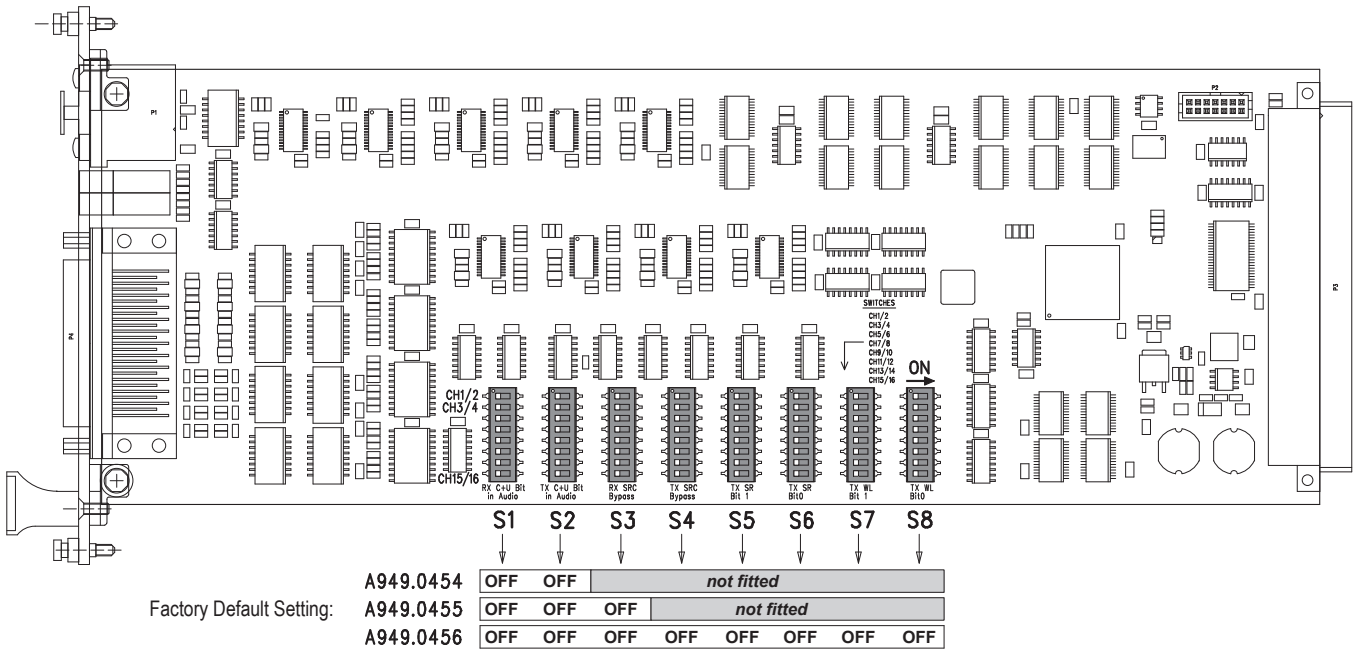 P1
P2
P3
P4
SWITCHES
CH1/2
CH3/4
CH5/6
CH7/8
CH9/10
CH11/12
CH13/14
CH15/16
ON
CH1/2
CH3/4
CH15/16
RX C+U Bit in Audio
TX C+U Bit in Audio
RX SRC Bypass
TX SRC Bypass
TX SR Bit 1
TX SR Bit0
TX WL Bit 1
TX WL Bit0
S1 S2 S3 S4 S5 S6 S7 S8
A949.0454 OFF OFF not fitted
Factory Default Setting: A949.0455 OFF OFF OFF not fitted
A949.0456 OFF OFF OFF OFF OFF OFF OFF OFF